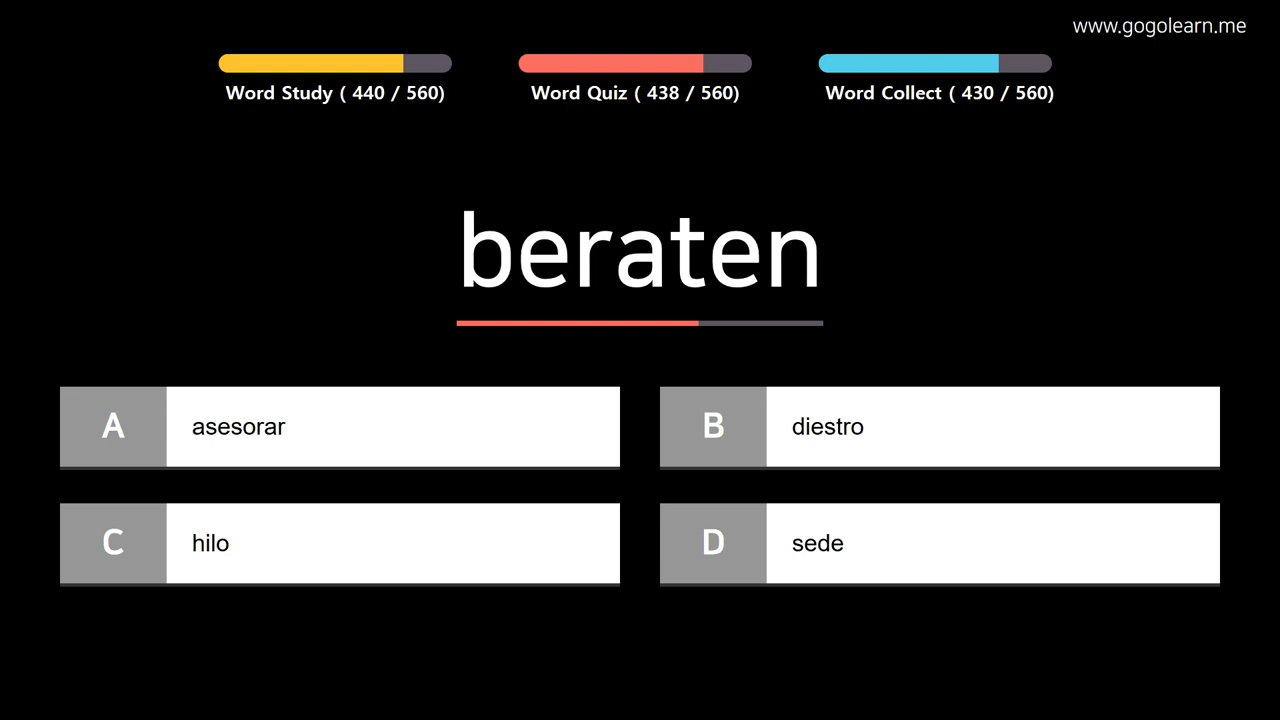 www.gogolearn.me
Word Study ( 440 / 560)
Word Quiz ( 438 / 560)
Word Collect ( 430 / 560)
beraten
A asesorar
B diestro
C hilo
D sede